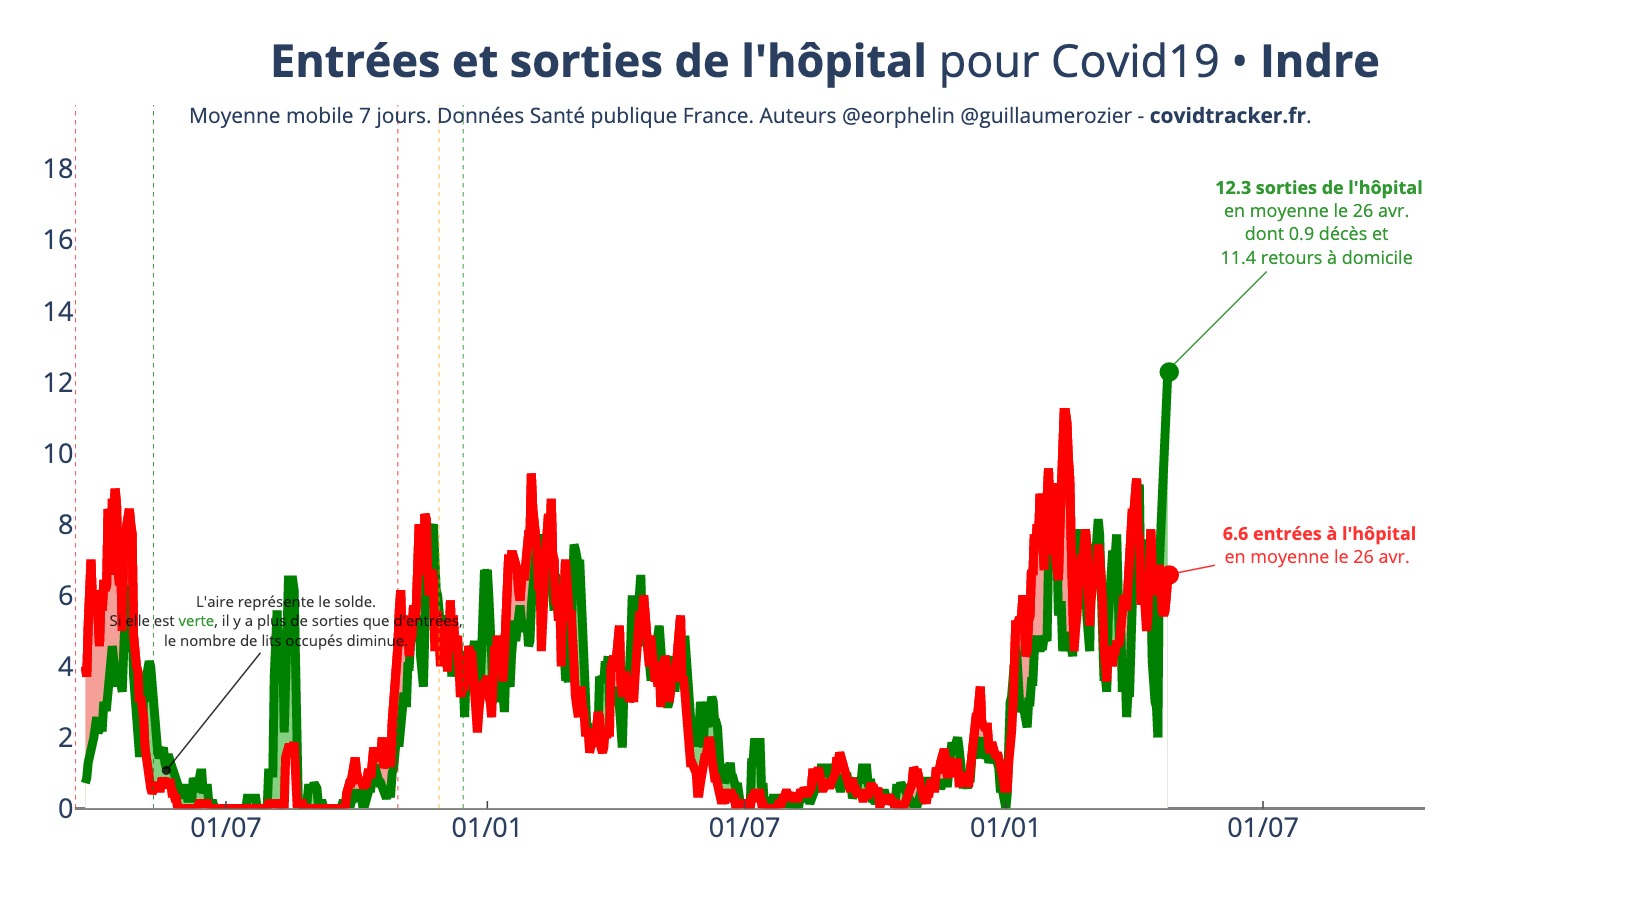 Entrées et sorties de l'hôpital pour Covid19 • Indre
Moyenne mobile 7 jours. Données Santé publique France. Auteurs @eorphelin @guillaumerozier - covidtracker.fr.
18
16
14
12
10
8
6
4
2
0
12.3 sorties de l'hôpital
en moyenne le 26 avr.
dont 0.9 décès et
11.4 retours à domicile
6.6 entrées à l'hôpital
en moyenne le 26 avr.
L'aire représente le solde.
Si elle est verte, il y a plus de sorties que d'entrées,
le nombre de lits occupés diminue.
01/07
01/01
01/07
01/01
01/07